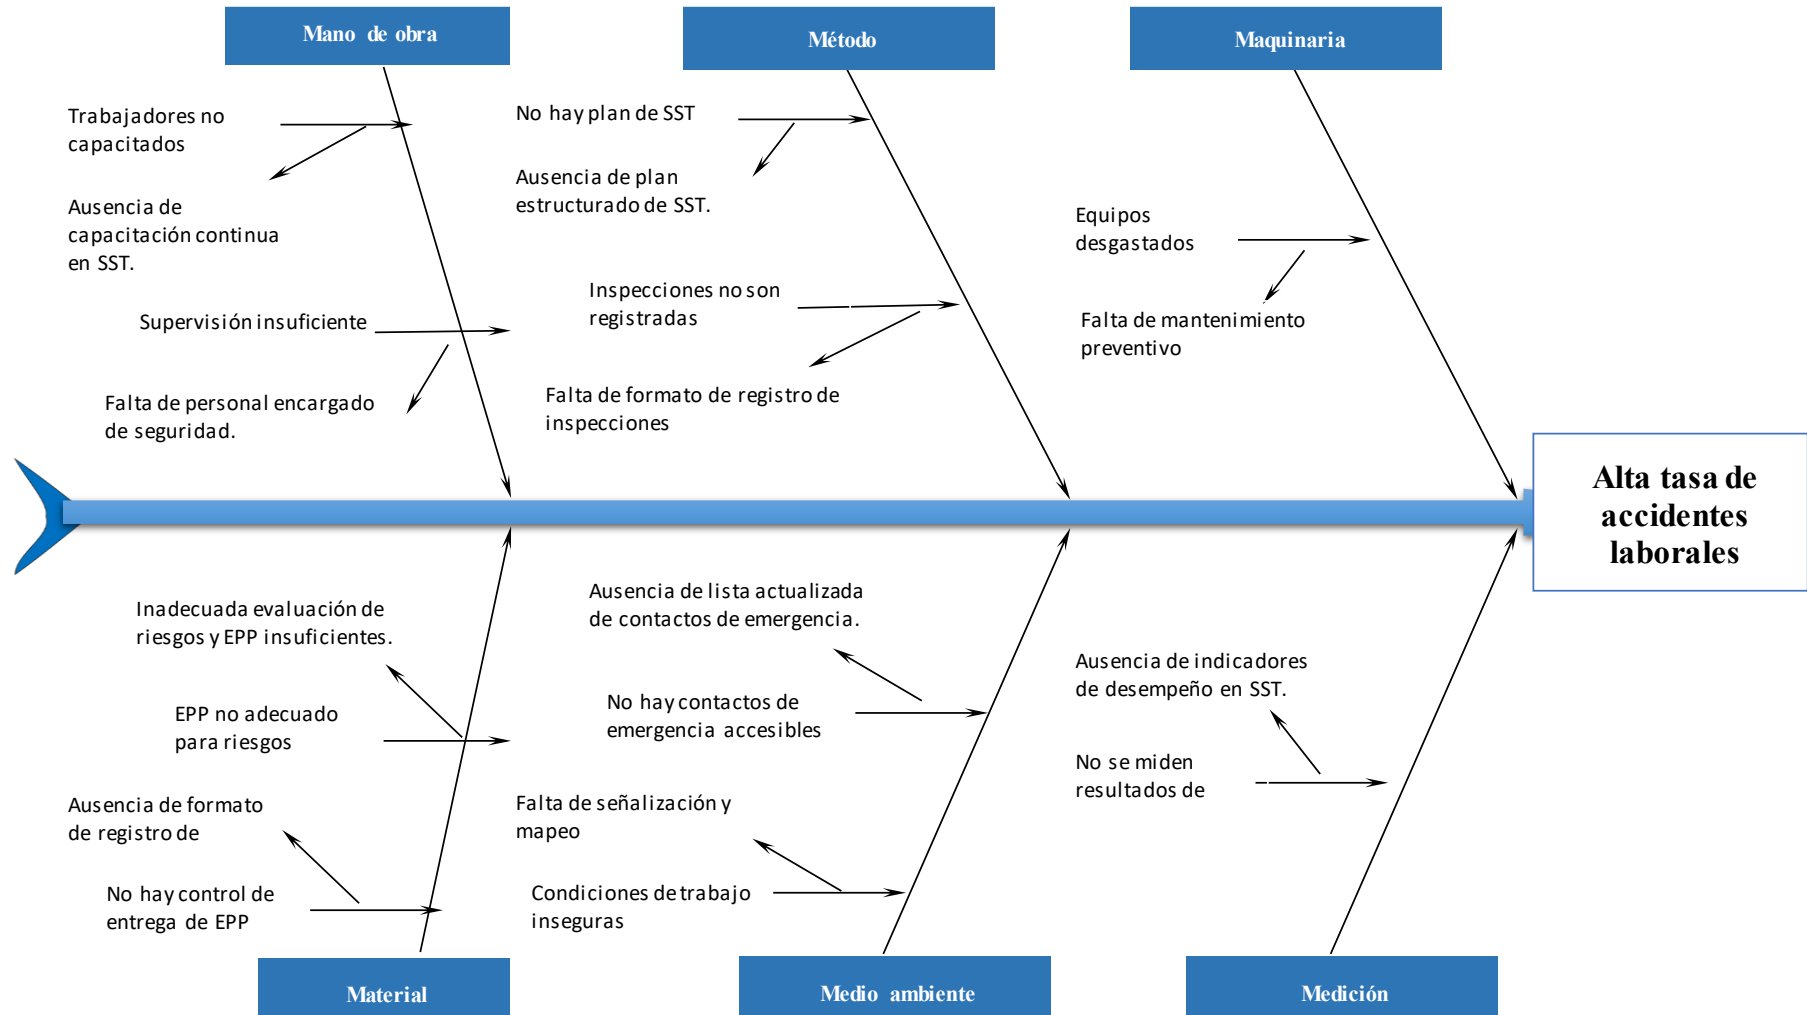 Mano de obra
Método
Maquinaria
Trabajadores no
capacitados
Ausencia de
capacitación continua
en SST.
Supervisión insuficiente
Falta de personal encargado
de seguridad.
No hay plan de SST
Ausencia de plan
estructurado de SST.
Inspecciones no son
registradas
Falta de formato de registro de
inspecciones
Equipos
desgastados
Falta de mantenimiento
preventivo
Alta tasa de
accidentes
laborales
Inadecuada evaluación de
riesgos y EPP insuficientes.
EPP no adecuado
para riesgos
Ausencia de formato
de registro de
No hay control de
entrega de EPP
Ausencia de lista actualizada
de contactos de emergencia.
No hay contactos de
emergencia accesibles
Falta de señalización y
mapeo
Condiciones de trabajo
inseguras
Ausencia de indicadores
de desempeño en SST.
No se miden
resultados de
Material
Medio ambiente
Medición